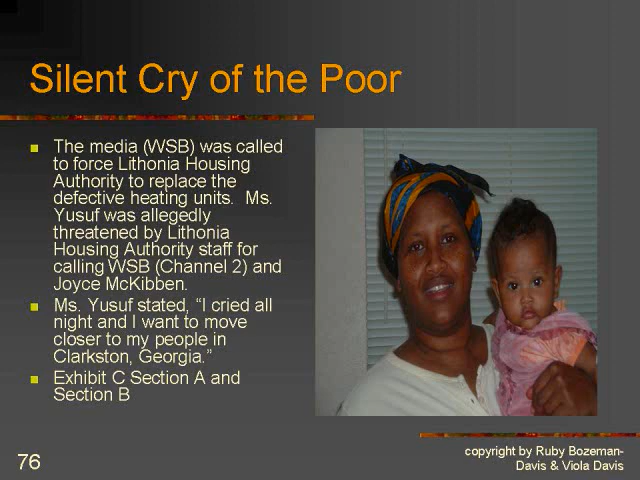 Silent Cry of the Poor
The media (WSB) was called
to force Lithonia Housing
Authority to replace the
defective heating units.  Ms.
Yusuf was allegedly
threatened by Lithonia
Housing Authority staff for
calling WSB (Channel 2) and
Joyce McKibben.
Ms. Yusuf stated, “I cried all
night and I want to move
closer to my people in
Clarkston, Georgia.”
Exhibit C Section A and
Section B
76
copyright by Ruby Bozeman-
Davis & Viola Davis